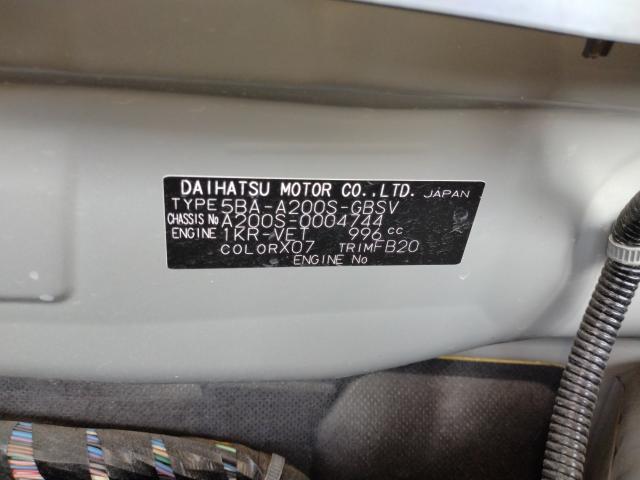 DAIHATSU MOTOR CO.,LTD. JAPAN
TYPE 5BA-A200S-GBSV
CHASSIS No A200S-0004744
ENGINE 1KR-VET 996 cc
COLOR X07 TRIM FB20
ENGINE No